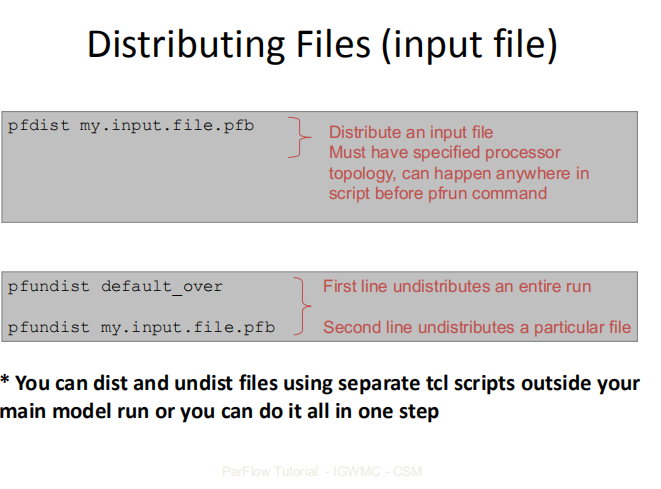 Distributing Files (input file)
pfdist my.input.file.pfb
Distribute an input file
Must have specified processor
topology, can happen anywhere in
script before pfrun command
pfundist default_over
First line undistributes an entire run
pfundist my.input.file.pfb
Second line undistributes a particular file
* You can dist and undist files using separate tcl scripts outside your
main model run or you can do it all in one step
ParFlow Tutorial - IGWMC - CSM